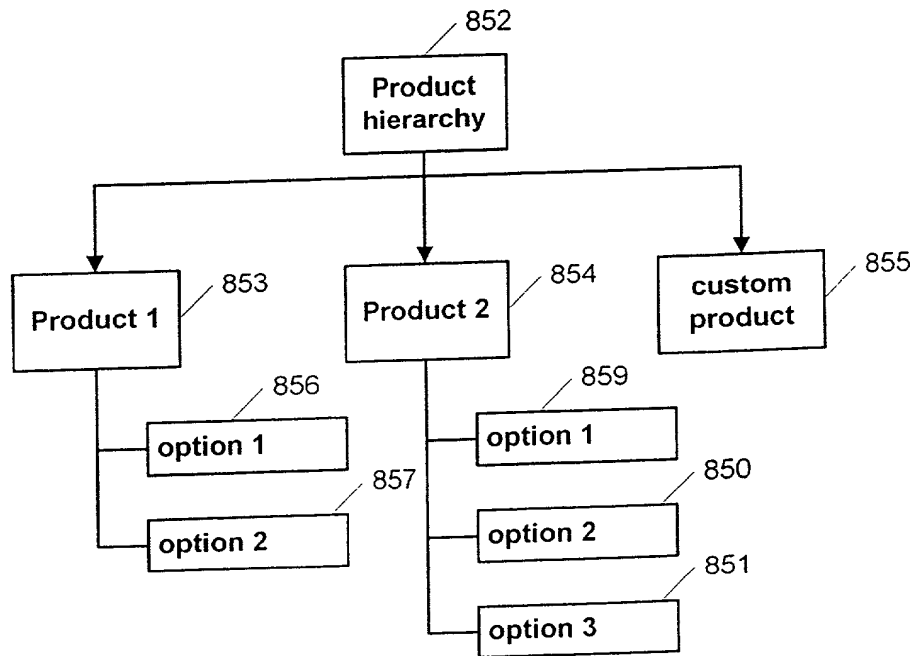 852
Product
hierarchy
853
Product 1
854
Product 2
855
custom
product
856
option 1
857
option 2
859
option 1
850
option 2
851
option 3